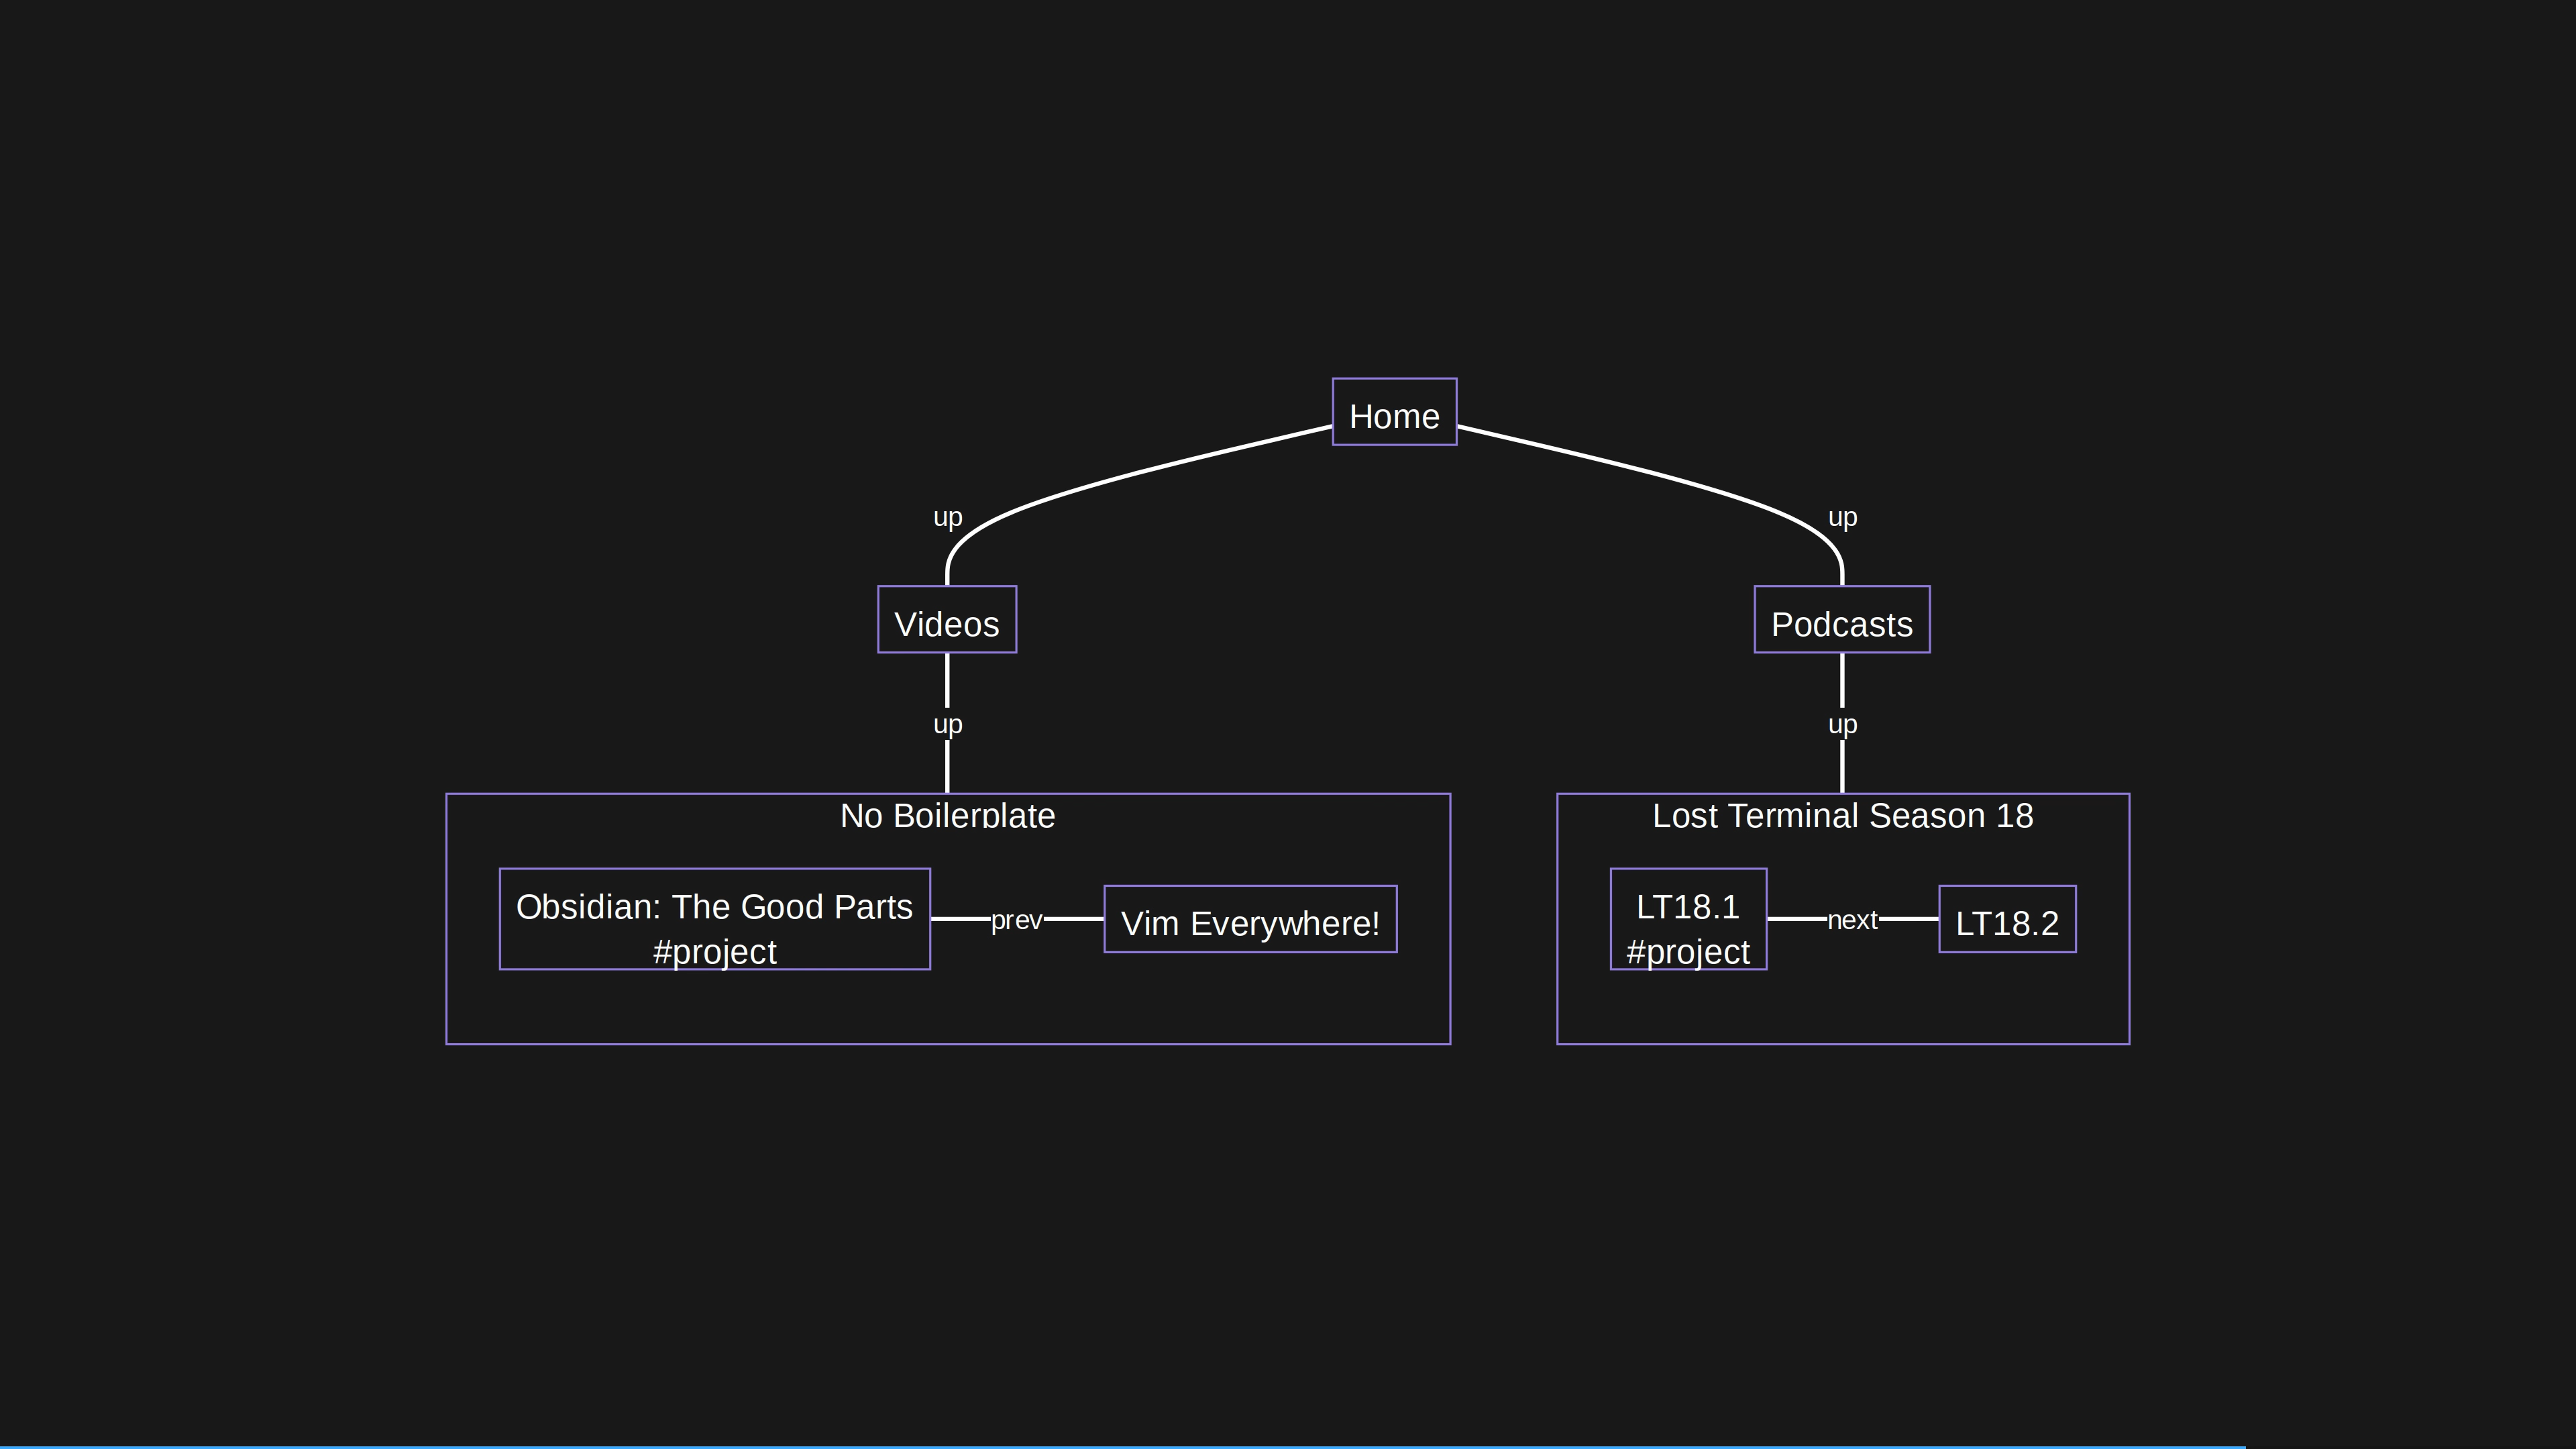 Home
up
up
Videos
Podcasts
up
up
No Boilerplate
Lost Terminal Season 18
Obsidian: The Good Parts
#project
prev
Vim Everywhere!
LT18.1
#project
next
LT18.2